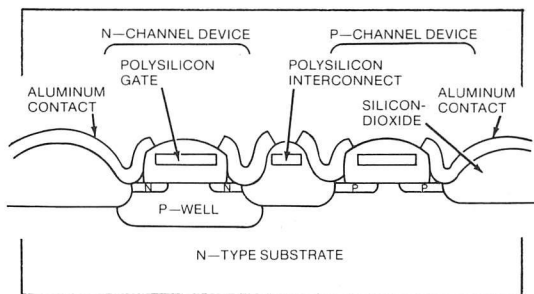 N—CHANNEL DEVICE
P—CHANNEL DEVICE
POLYSILICON
GATE
POLYSILICON
INTERCONNECT
ALUMINUM
CONTACT
SILICON-
DIOXIDE
ALUMINUM
CONTACT
N
N
P
P
P—WELL
N—TYPE SUBSTRATE